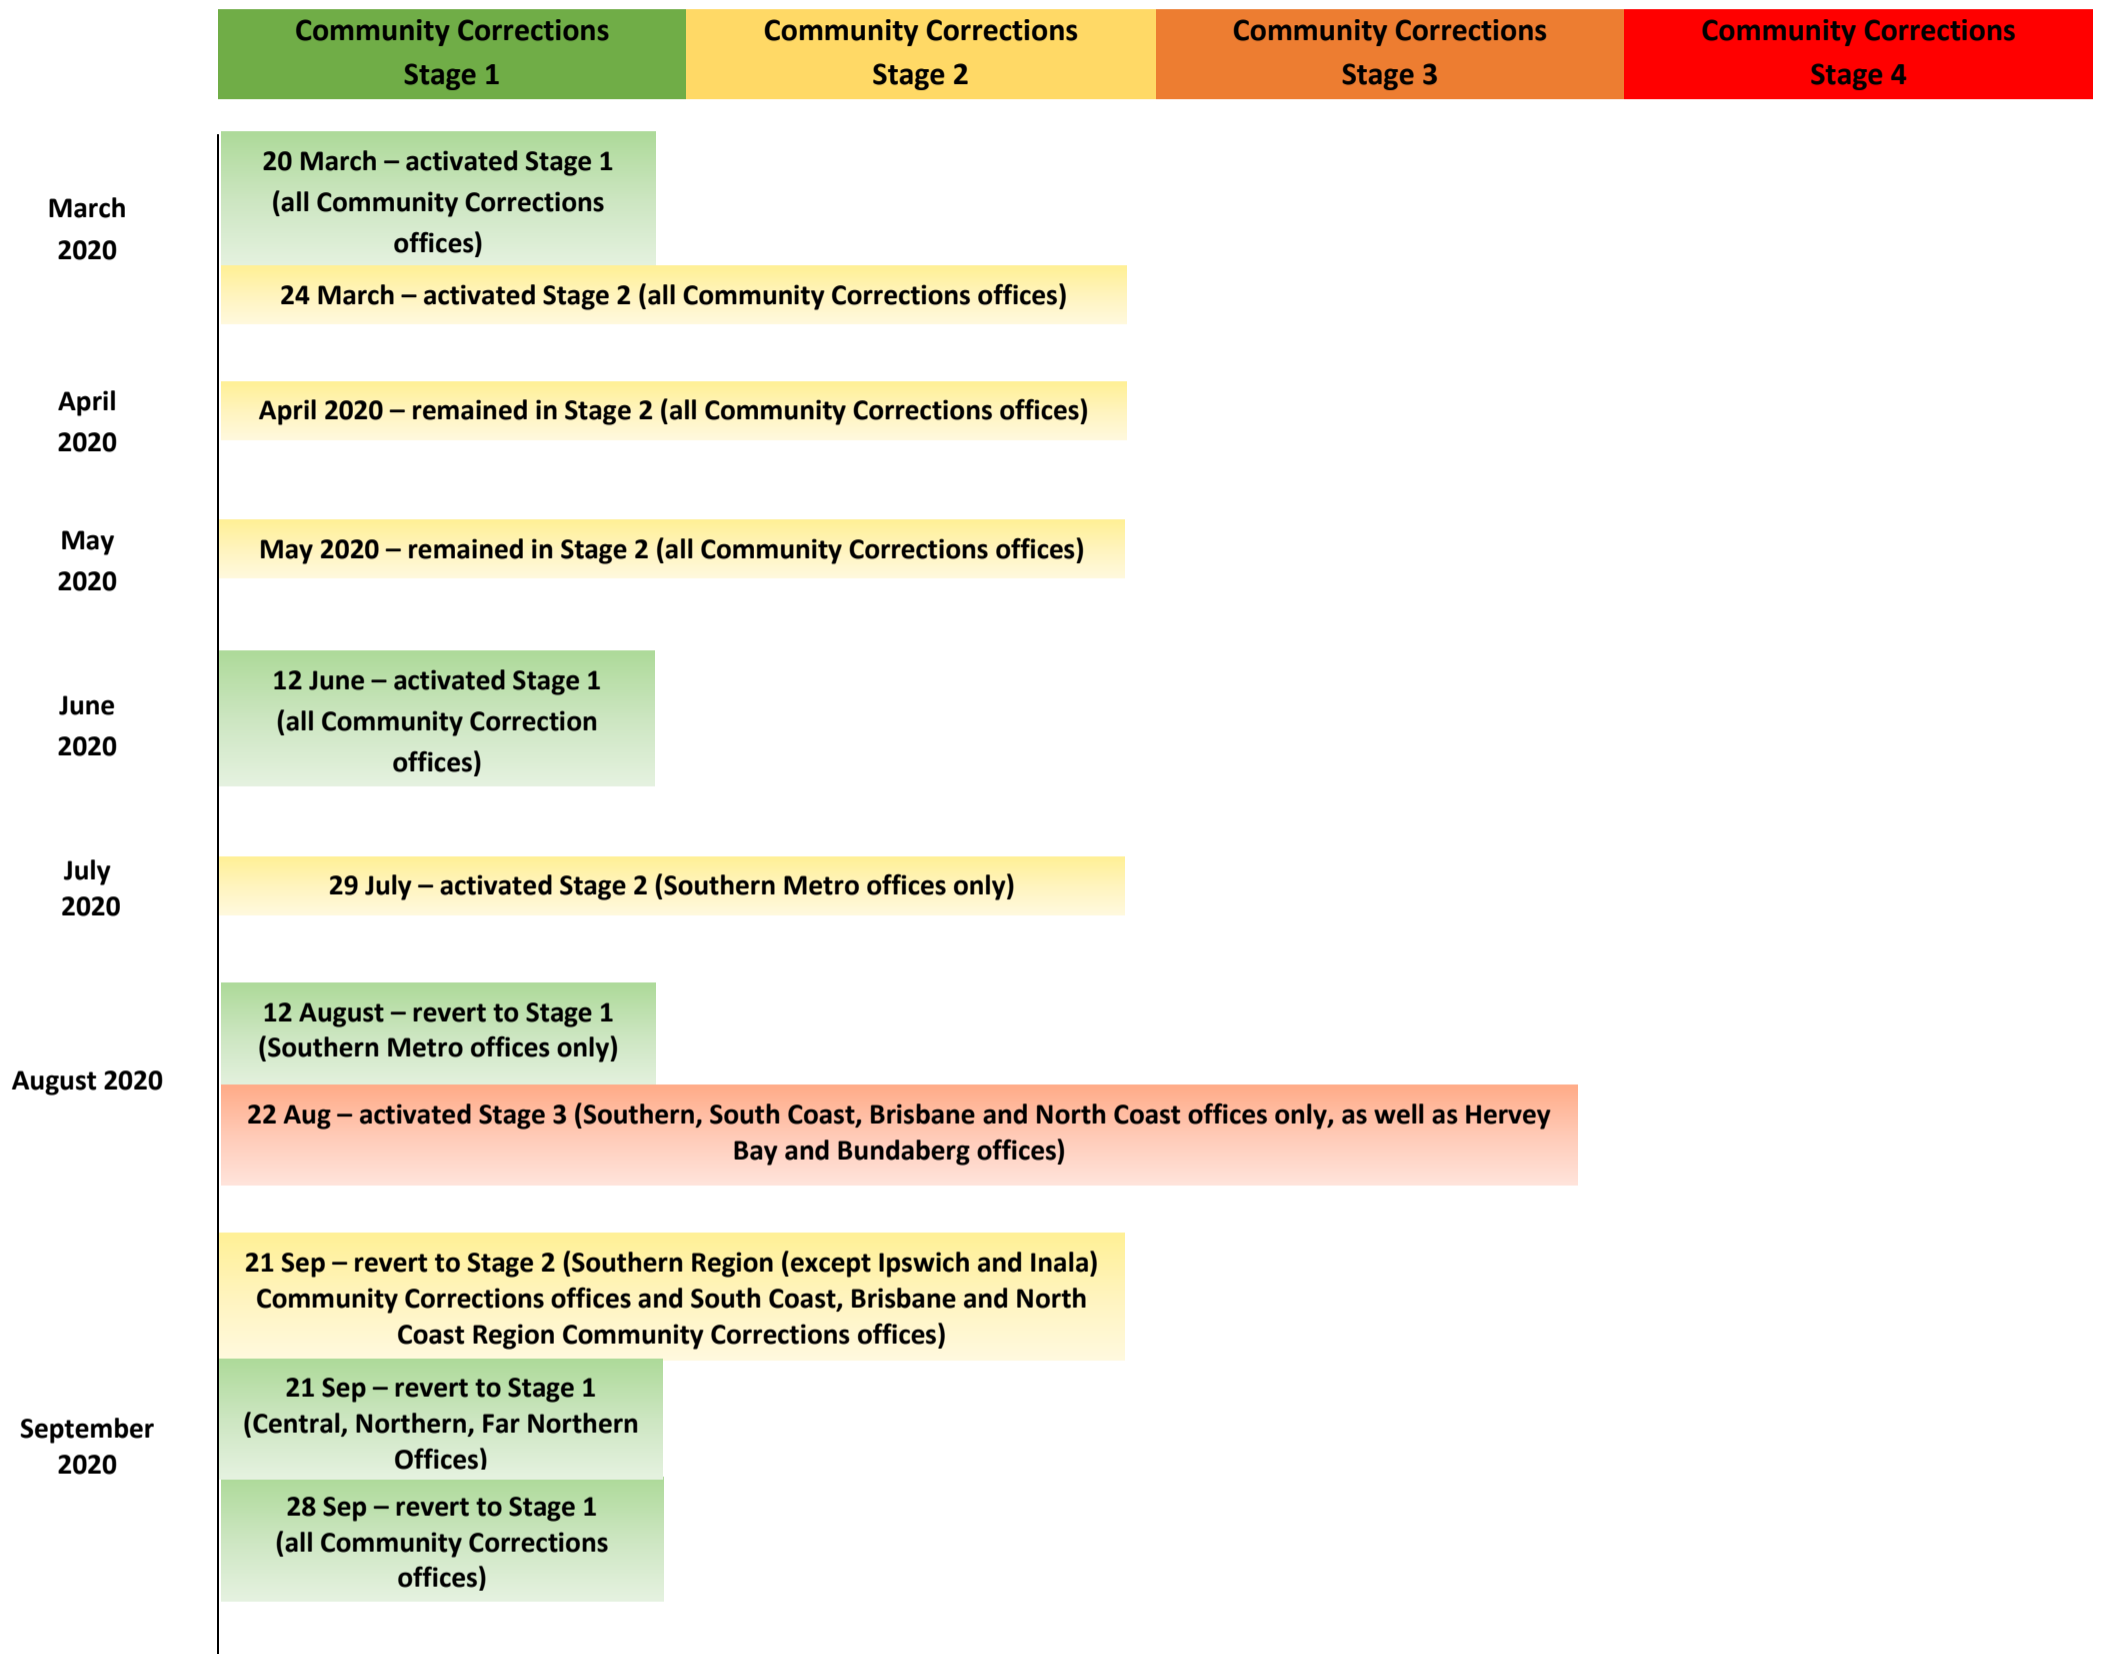 Community Corrections
Stage 1
Community Corrections
Stage 2
Community Corrections
Stage 3
Community Corrections
Stage 4
March
2020
20 March – activated Stage 1
(all Community Corrections
offices)
24 March – activated Stage 2 (all Community Corrections offices)
April
2020
April 2020 – remained in Stage 2 (all Community Corrections offices)
May
2020
May 2020 – remained in Stage 2 (all Community Corrections offices)
June
2020
12 June – activated Stage 1
(all Community Correction
offices)
July
2020
29 July – activated Stage 2 (Southern Metro offices only)
August 2020
12 August – revert to Stage 1
(Southern Metro offices only)
22 Aug – activated Stage 3 (Southern, South Coast, Brisbane and North Coast offices only, as well as Hervey
Bay and Bundaberg offices)
September
2020
21 Sep – revert to Stage 2 (Southern Region (except Ipswich and Inala)
Community Corrections offices and South Coast, Brisbane and North
Coast Region Community Corrections offices)
21 Sep – revert to Stage 1
(Central, Northern, Far Northern
Offices)
28 Sep – revert to Stage 1
(all Community Corrections
offices)